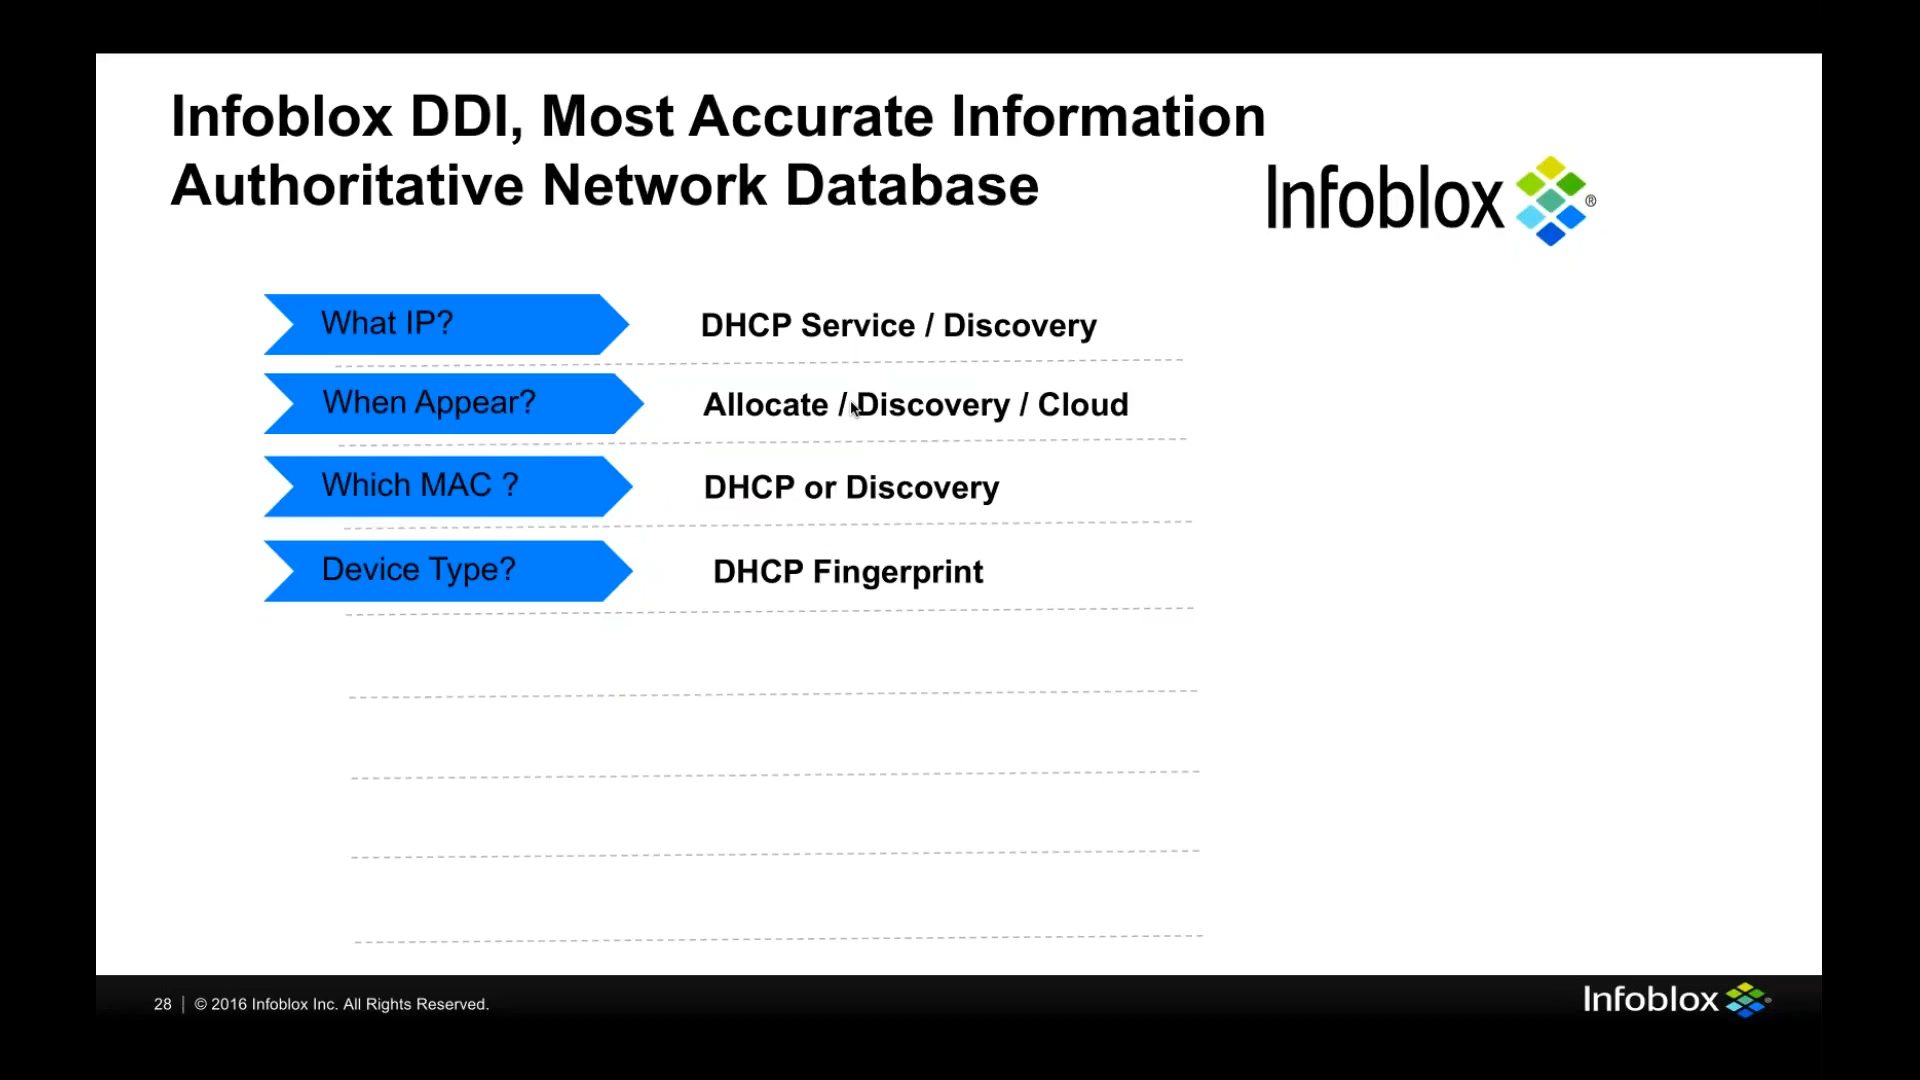 Infoblox DDI, Most Accurate Information
Authoritative Network Database
Infoblox ®
What IP?
DHCP Service / Discovery
When Appear?
Allocate / Discovery / Cloud
Which MAC ?
DHCP or Discovery
Device Type?
DHCP Fingerprint
28 | © 2016 Infoblox Inc. All Rights Reserved.
Infoblox